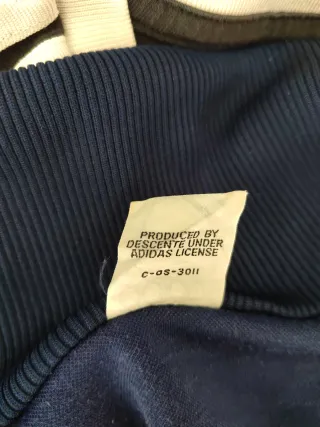 PRODUCED BY
DESCENTE UNDER
ADIDAS LICENSE
C-OS-3011